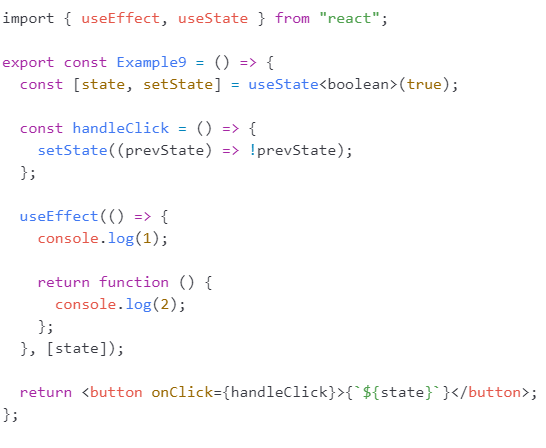 import { useEffect, useState } from "react";

export const Example9 = () => {
  const [state, setState] = useState<boolean>(true);

  const handleClick = () => {
    setState((prevState) => !prevState);
  };

  useEffect(() => {
    console.log(1);

    return function () {
      console.log(2);
    };
  }, [state]);

  return <button onClick={handleClick}>{`${state}`}</button>;
};